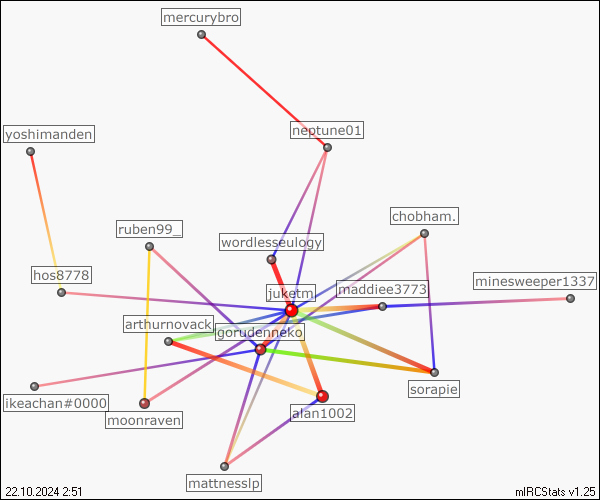 mercurybro
yoshimanden
neptune01
chobham.
ruben99_
wordlesseulogy
hos8778
minesweeper1337
juketm
maddiee3773
arthurnovack
gorudenneko
sorapie
ikeachan#0000
alan1002
moonraven
mattnesslp
22.10.2024 2:51
mIRCStats v1.25